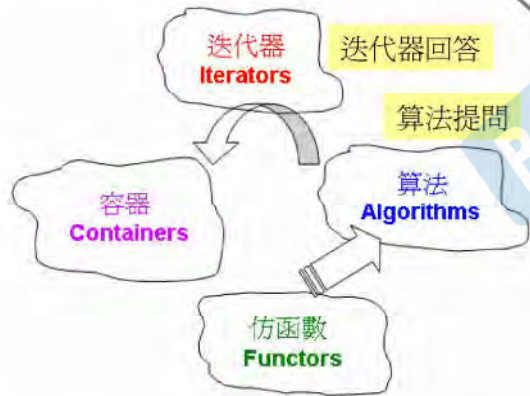 迭代器
Iterators
迭代器回答
算法提問
容器
Containers
算法
Algorithms
仿函數
Functors